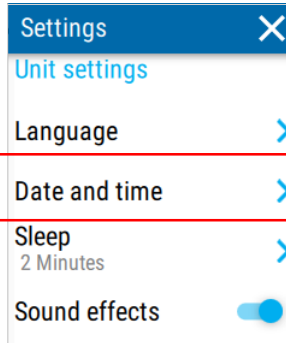 Settings
Unit settings
Language
Date and time
Sleep
2 Minutes
Sound effects